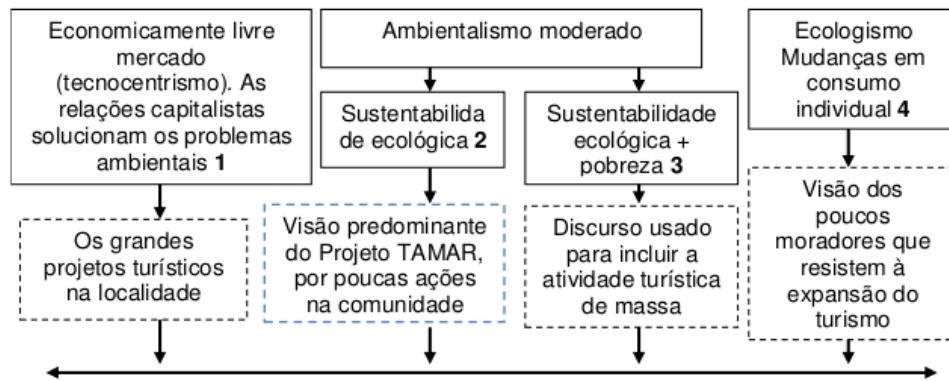 Economicamente livre
mercado
(tecnocentrismo). As
relações capitalistas
solucionam os problemas
ambientais 1
Ambientalismo moderado
Sustentabilida
de ecológica 2
Sustentabilidade
ecológica +
pobreza 3
Ecologismo
Mudanças em
consumo
individual 4
Os grandes
projetos turísticos
na localidade
Visão predominante
do Projeto TAMAR,
por poucas ações
na comunidade
Discurso usado
para incluir a
atividade turística
de massa
Visão dos
poucos
moradores que
resistem à
expansão do
turismo